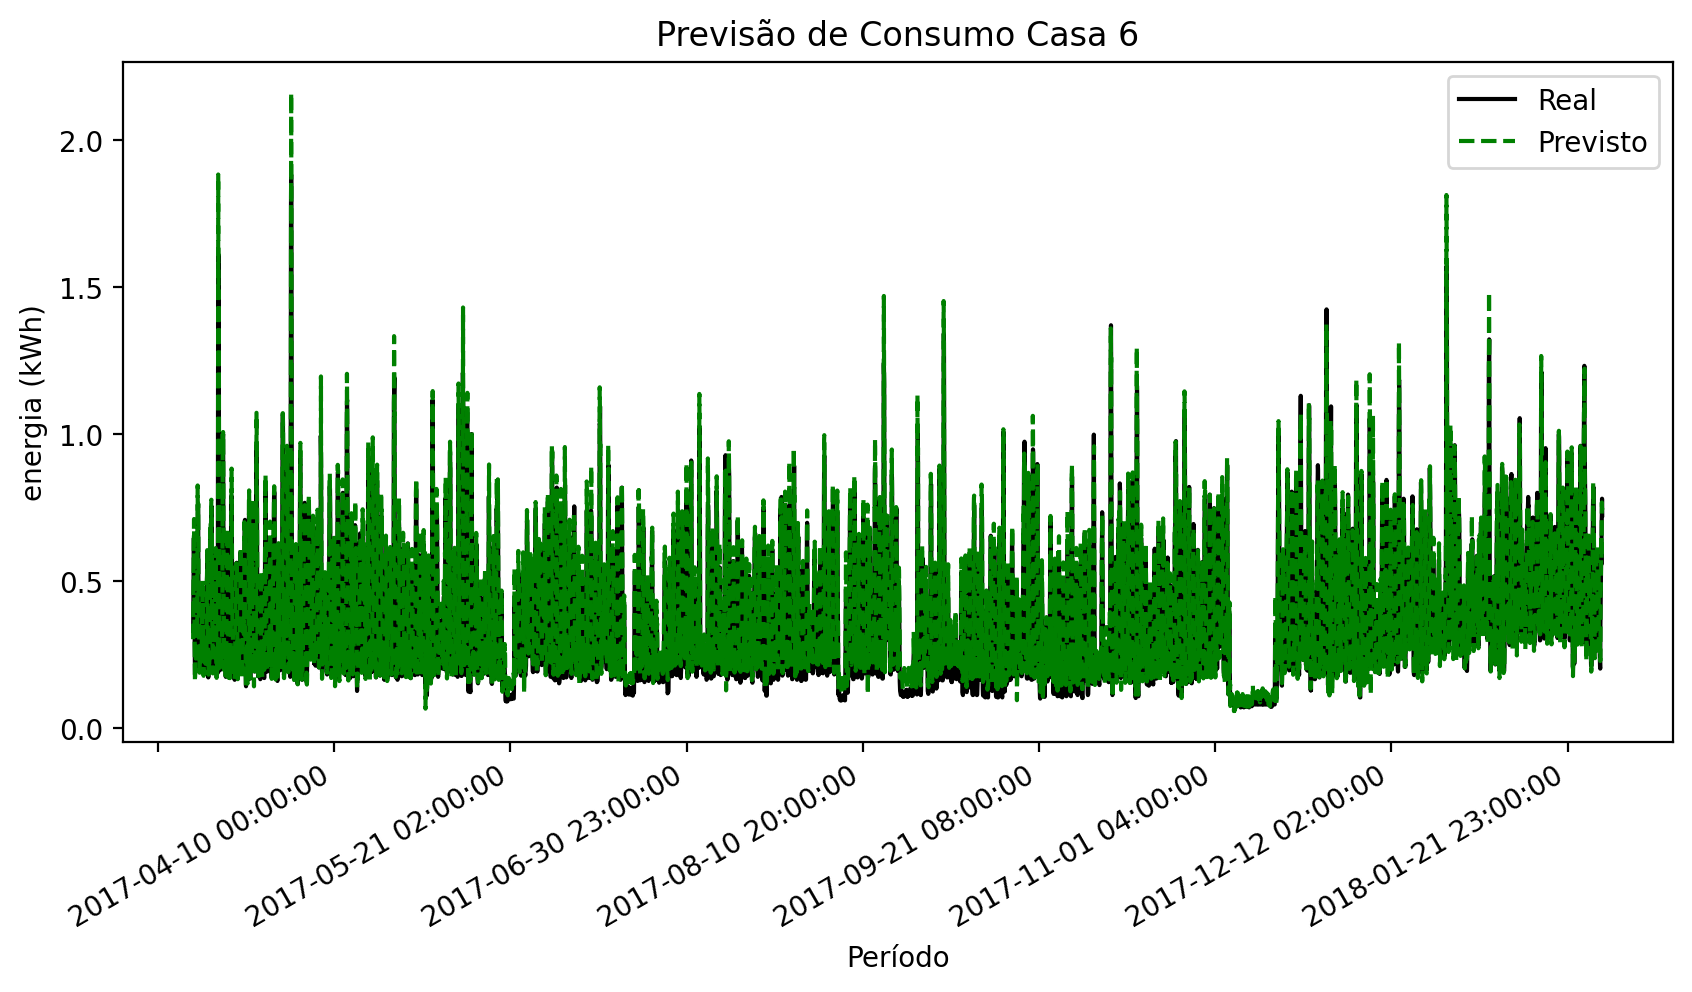 Previsão de Consumo Casa 6
Real
Previsto
energia (kWh)
2.0
1.5
1.0
0.5
0.0
2017-04-10 00:00:00
2017-05-21 02:00:00
2017-06-30 23:00:00
2017-08-10 20:00:00
2017-09-21 08:00:00
2017-11-01 04:00:00
2017-12-12 02:00:00
2018-01-21 23:00:00
Período